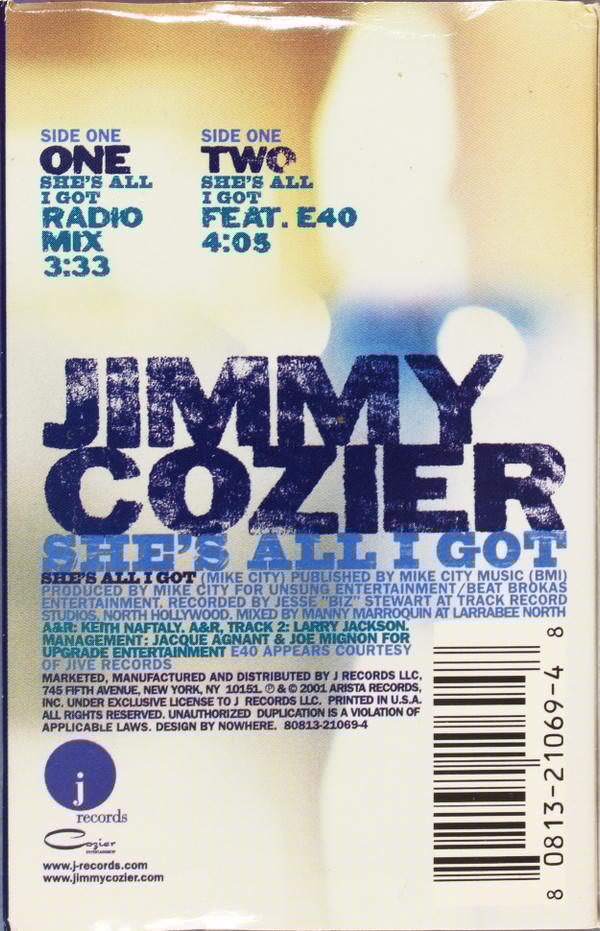 SIDE ONE
ONE
SHE'S ALL
I GOT
RADIO
MIX
3:33
SIDE ONE
TWO
SHE'S ALL
I GOT
FEAT. E40
4:05
JIMMY
COZIER
SHE'S ALL I GOT
SHE'S ALL I GOT (MIKE CITY) PUBLISHED BY MIKE CITY MUSIC (BMI)
PRODUCED BY MIKE CITY FOR UNSUNG ENTERTAINMENT/BEAT BROKAS
ENTERTAINMENT. RECORDED BY JESSE "BIZ" STEWART AT TRACK RECORD
STUDIOS, NORTH HOLLYWOOD. MIXED BY MANNY MARROQUIN AT LARRABEE NORTH
A&R: KEITH NAFTALY. A&R, TRACK 2: LARRY JACKSON.
MANAGEMENT: JACQUE AGNANT & JOE MIGNON FOR
UPGRADE ENTERTAINMENT E40 APPEARS COURTESY
OF JIVE RECORDS
MARKETED, MANUFACTURED AND DISTRIBUTED BY J RECORDS LLC,
745 FIFTH AVENUE, NEW YORK, NY 10151. ℗ & © 2001 ARISTA RECORDS,
INC. UNDER EXCLUSIVE LICENSE TO J RECORDS LLC. PRINTED IN U.S.A.
ALL RIGHTS RESERVED. UNAUTHORIZED DUPLICATION IS A VIOLATION OF
APPLICABLE LAWS. DESIGN BY NOWHERE. 80813-21069-4
j
records
Cozier
ENTERTAINMENT
www.j-records.com
www.jimmycozier.com
8 0813-21069-4 8